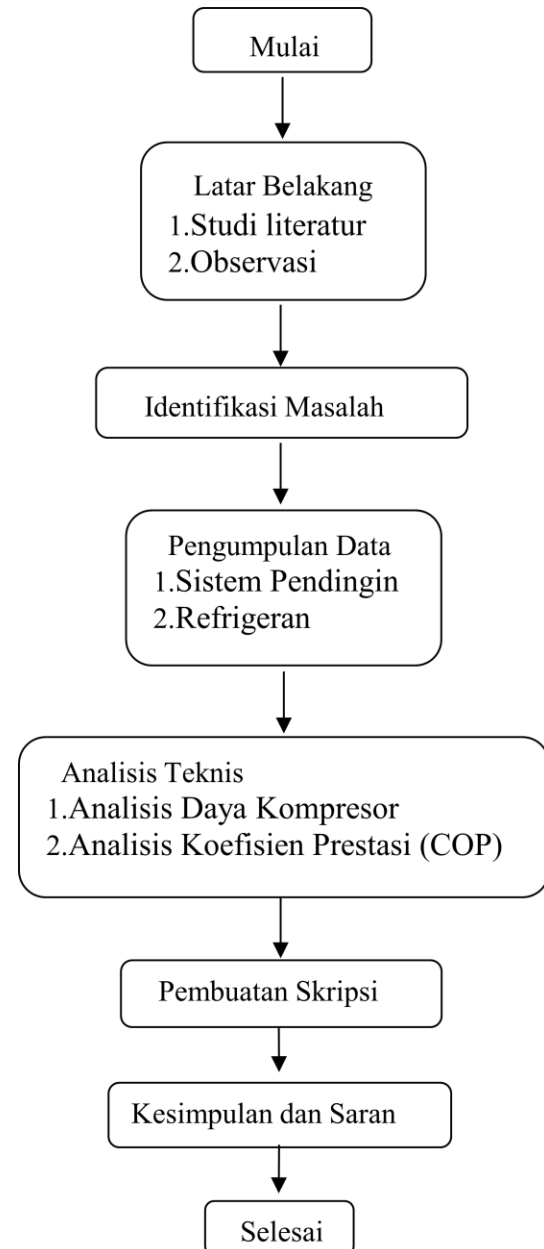 Mulai
Latar Belakang
1.Studi literatur
2.Observasi
Identifikasi Masalah
Pengumpulan Data
1.Sistem Pendingin
2.Refrigeran
Analisis Teknis
1.Analisis Daya Kompresor
2.Analisis Koefisien Prestasi (COP)
Pembuatan Skripsi
Kesimpulan dan Saran
Selesai